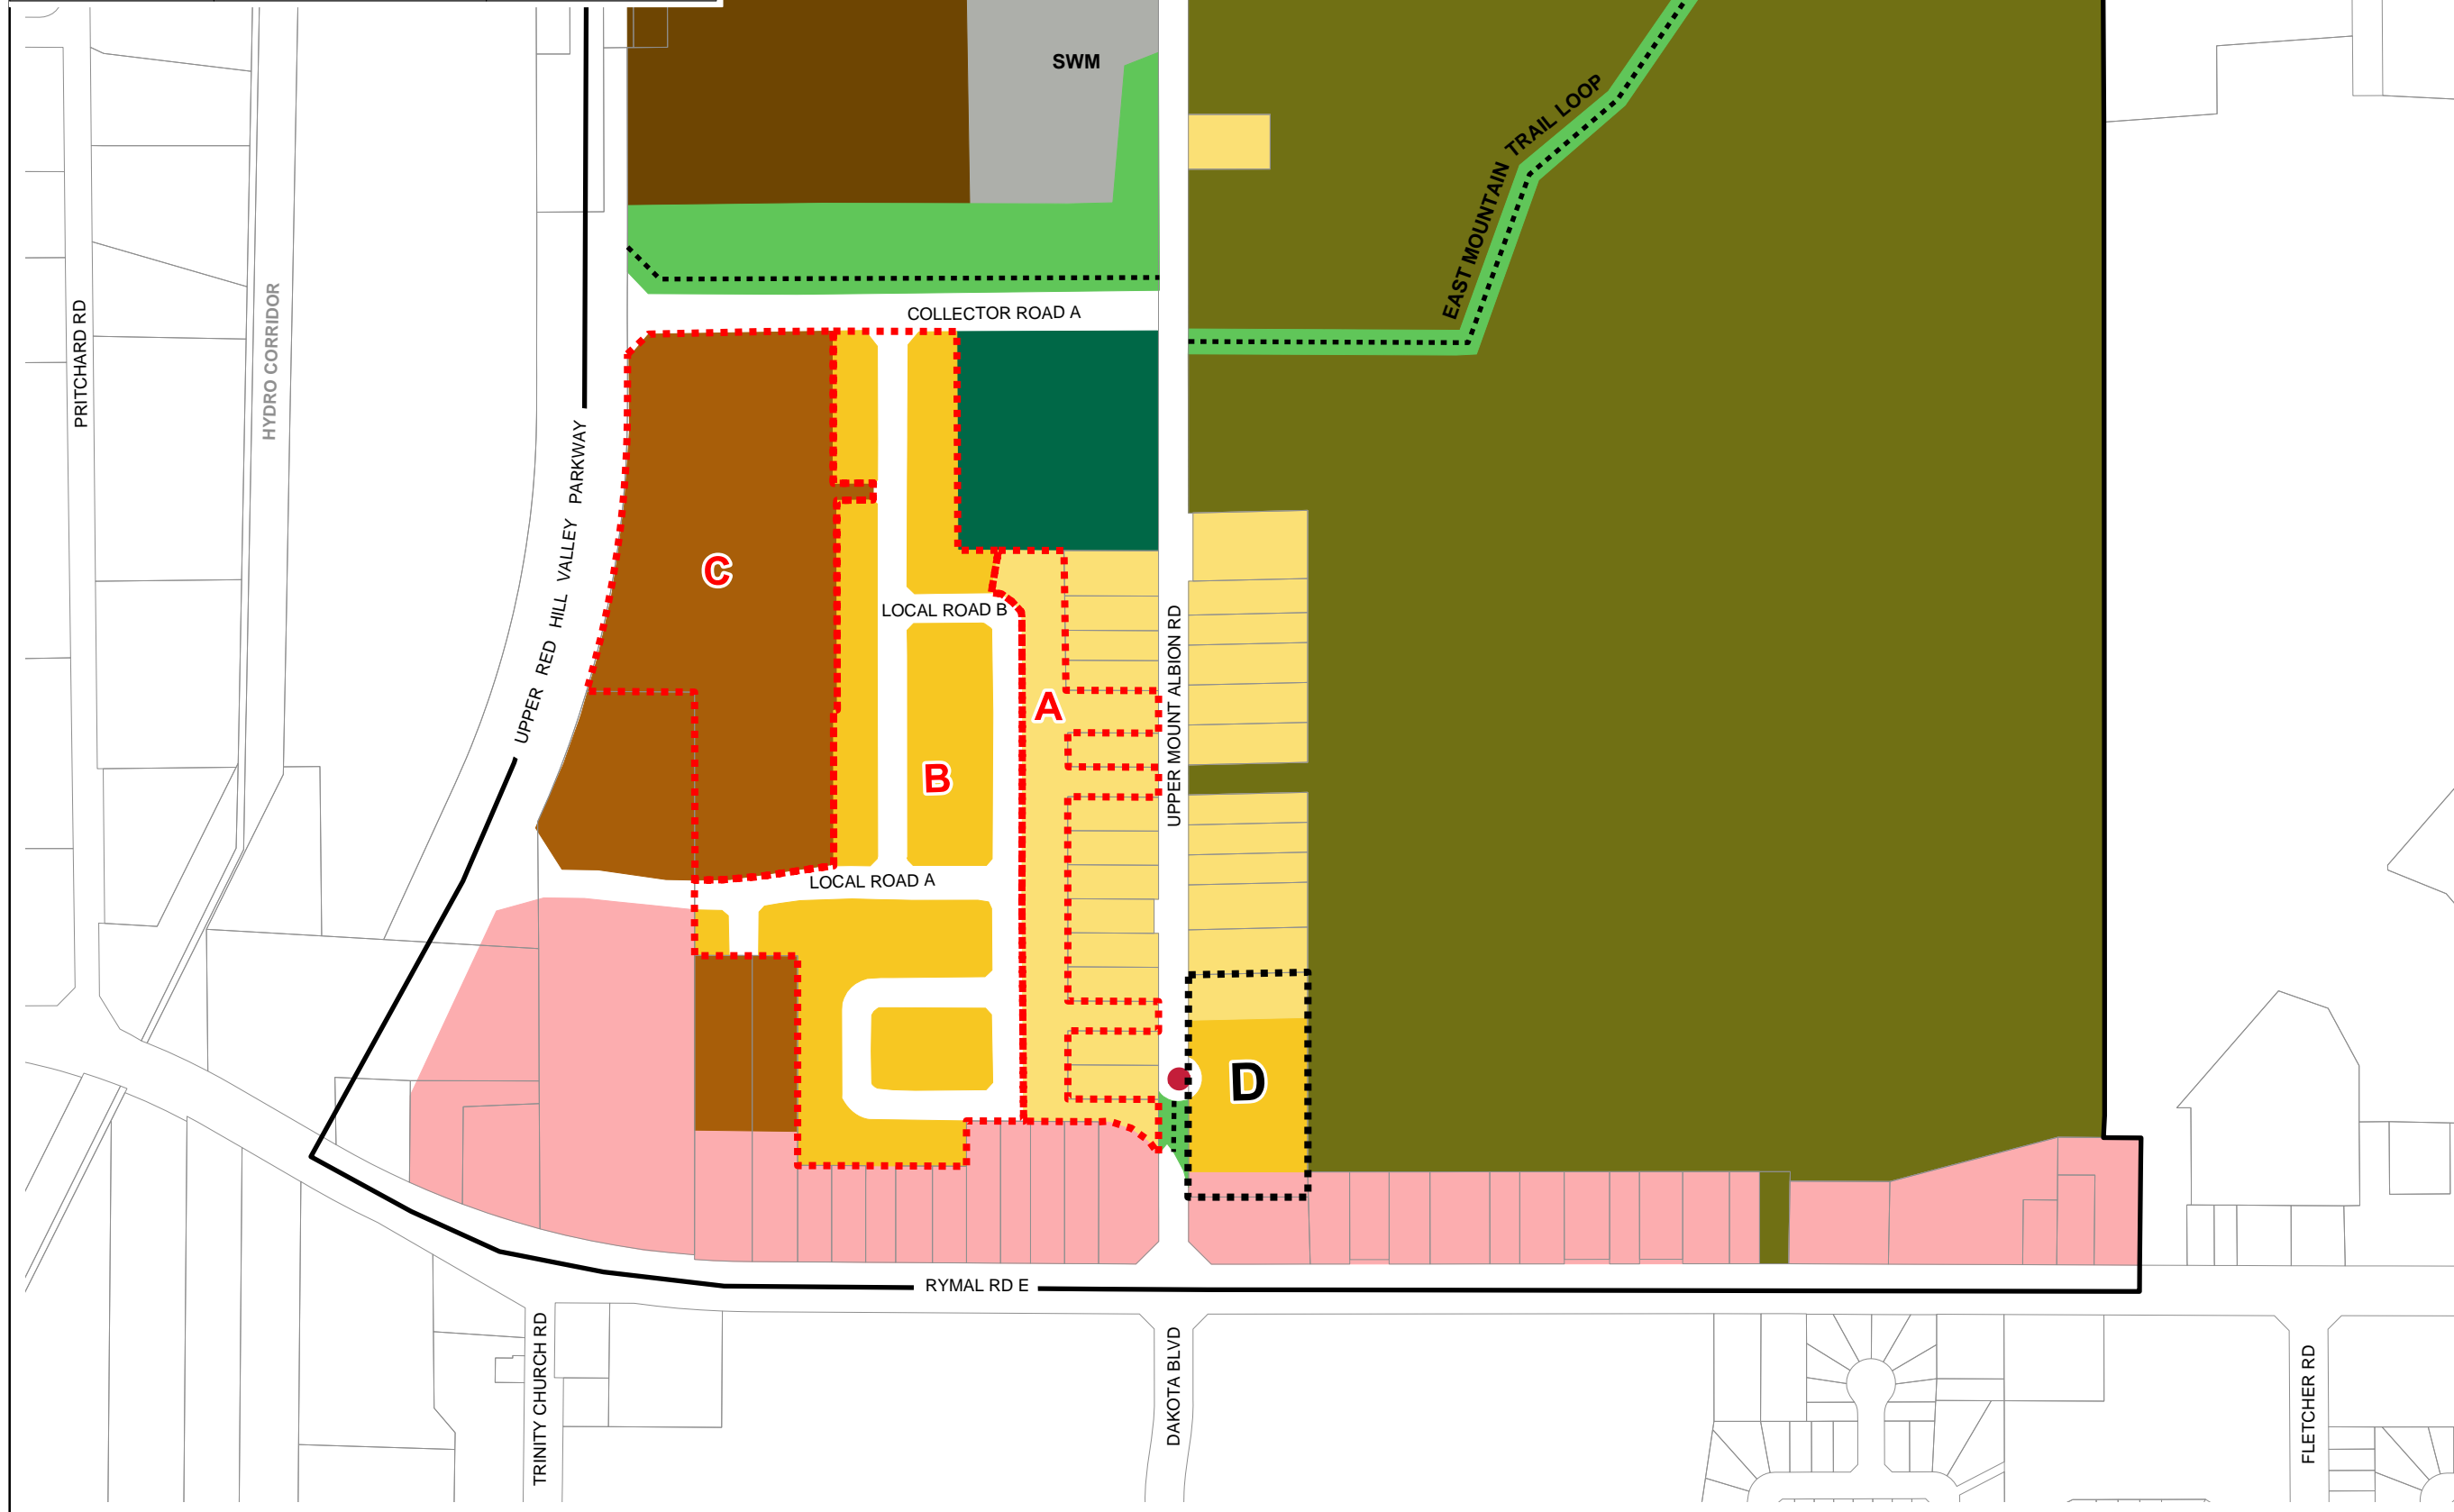 SWM
EAST MOUNTAIN TRAIL LOOP
COLLECTOR ROAD A
PRITCHARD RD
HYDRO CORRIDOR
UPPER RED HILL VALLEY PARKWAY
C
LOCAL ROAD B
UPPER MOUNT ALBION RD
A
B
LOCAL ROAD A
D
RYMAL RD E
TRINITY CHURCH RD
DAKOTA BLVD
FLETCHER RD